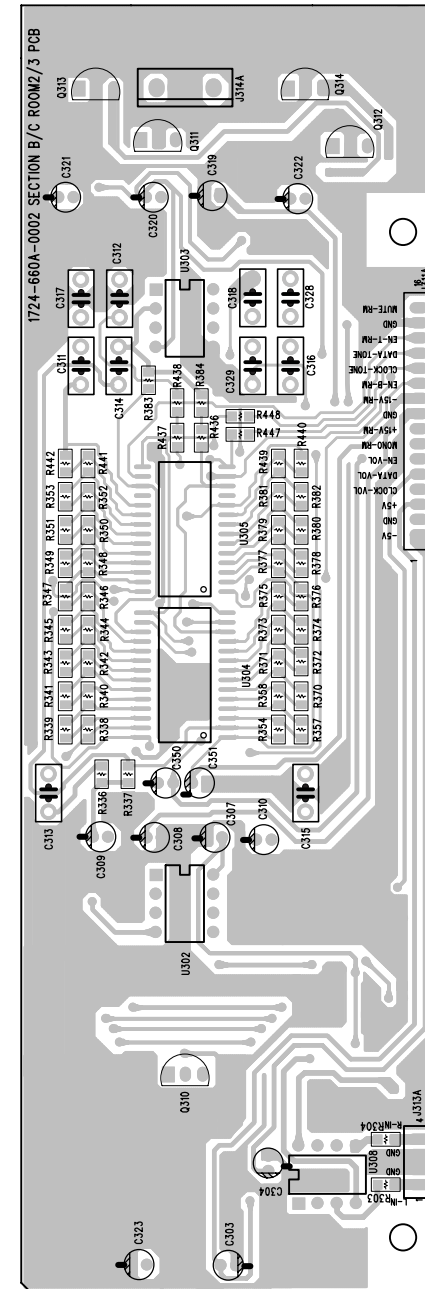 1724-660A-0002 SECTION B/C ROOM2/3 PCB
Q313
J314A
Q314
Q311
Q312
C321
C320
C319
C322
C317
C312
U303
C318
C328
C311
C314
R383
R438
R384
C329
C316
R437
R436
R448
R447
R442
R441
R439
R440
R353
R352
R381
R382
R351
R350
U305
R379
R380
R349
R348
R377
R378
R347
R346
R375
R376
R345
R344
R373
R374
R343
R342
U304
R371
R372
R341
R340
R358
R370
R339
R338
R354
R357
C350
C351
C313
R336
R337
C315
C309
C308
C307
C310
U302
Q310
C304
U308
C323
C303
16
J311A
MUTE-RM
GND
EN-T-RM
DATA-TONE
CLOCK TONE
EN-R-RM
-15V-RM
GND
+15V-RM
MONO-RM
EN-VOL
DATA-VOL
CLOCK-VOL
+5V
GND
-5V
1
J313A
4
R-IN
R304
GND
GND
L-IN
R303
1